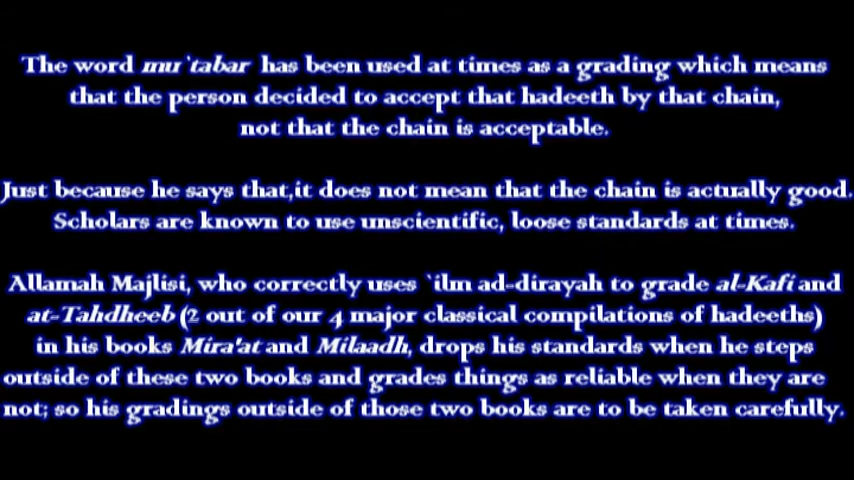 The word mu`tabar has been used at times as a grading which means
that the person decided to accept that hadeeth by that chain,
not that the chain is acceptable.
Just because he says that,it does not mean that the chain is actually good.
Scholars are known to use unscientific, loose standards at times.
Allamah Majlisi, who correctly uses `ilm ad-dirayah to grade al-Kafi and
at-Tahdheeb (2 out of our 4 major classical compilations of hadeeths)
in his books Mira'at and Milaadh, drops his standards when he steps
outside of these two books and grades things as reliable when they are
not; so his gradings outside of those two books are to be taken carefully.